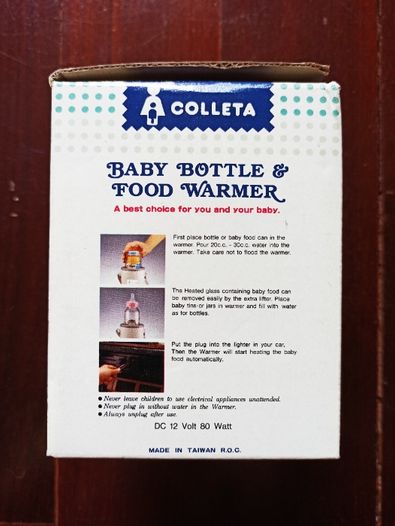 COLLETA
BABY BOTTLE &
FOOD WARMER
A best choice for you and your baby.
First place bottle or baby food can in the
warmer. Pour 20c.c. - 30c.c. water into the
warmer. Take care not to flood the warmer.
The Heated glass containing baby food can
be removed easily by the extra lifter. Place
baby tins or jars in warmer and fill with water
as for bottles.
Put the plug into the lighter in your car.
Then the Warmer will start heating the baby
food automatically.
● Never leave children to use electrical appliances unattended.
● Never plug in without water in the Warmer.
● Always unplug after use.
DC 12 Volt 80 Watt
MADE IN TAIWAN R.O.C.